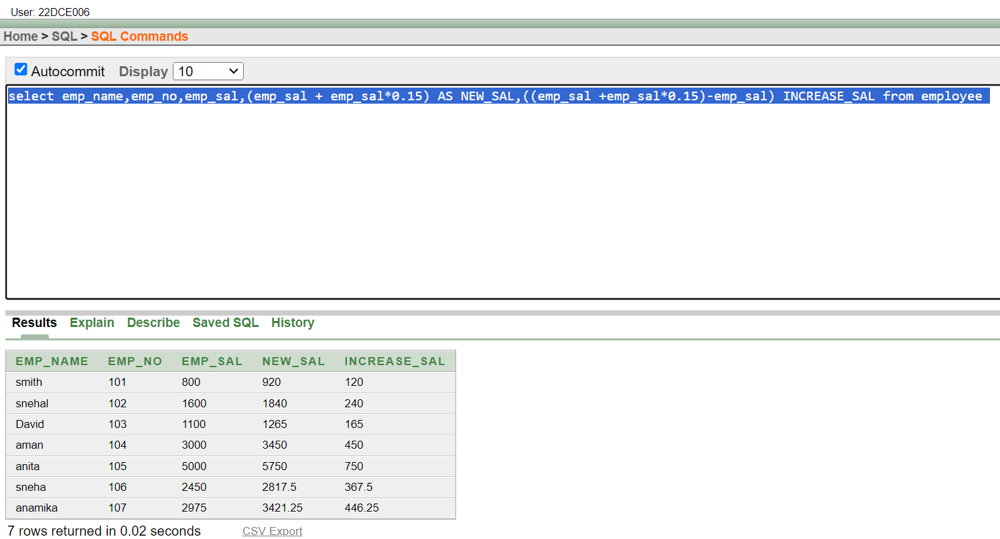 User: 22DCE006
Home > SQL > SQL Commands
Autocommit Display 10
select emp_name,emp_no,emp_sal,(emp_sal + emp_sal*0.15) AS NEW_SAL,((emp_sal +emp_sal*0.15)-emp_sal) INCREASE_SAL from employee
Results Explain Describe Saved SQL History
EMP_NAME EMP_NO EMP_SAL NEW_SAL INCREASE_SAL
smith 101 800 920 120
snehal 102 1600 1840 240
David 103 1100 1265 165
aman 104 3000 3450 450
anita 105 5000 5750 750
sneha 106 2450 2817.5 367.5
anamika 107 2975 3421.25 446.25
7 rows returned in 0.02 seconds CSV Export